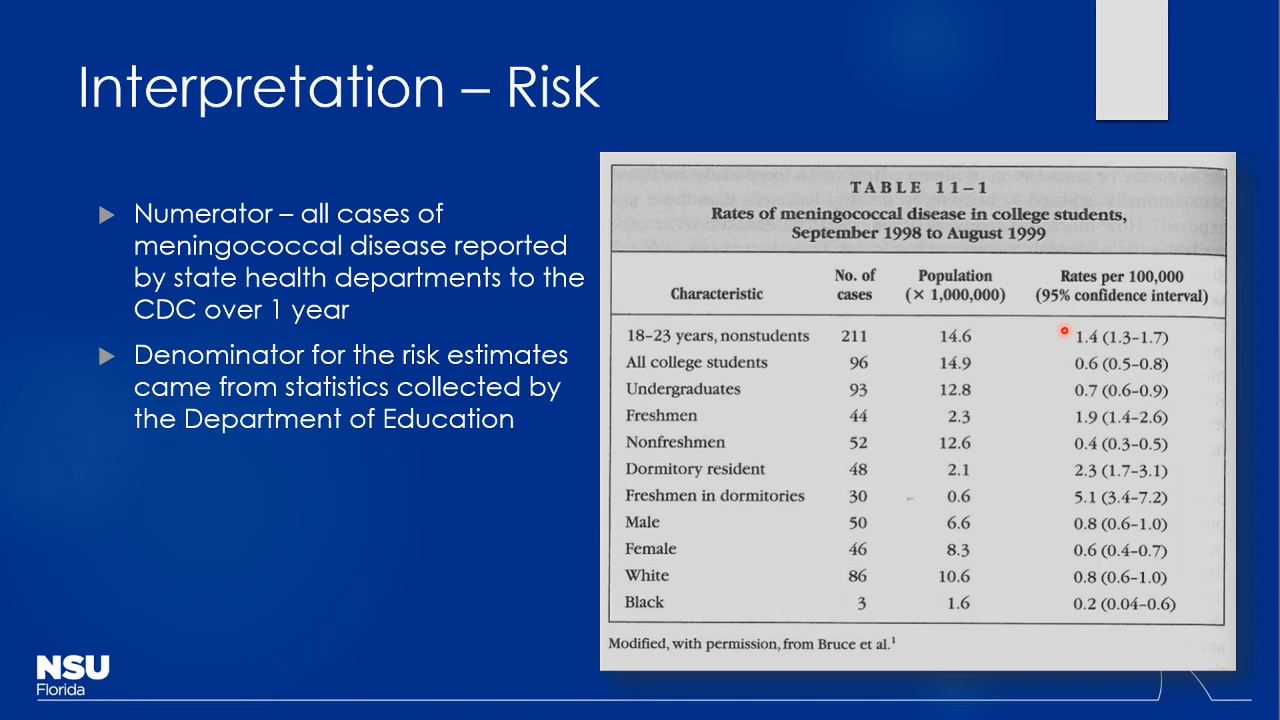 Interpretation – Risk
Numerator – all cases of
meningococcal disease reported
by state health departments to the
CDC over 1 year
Denominator for the risk estimates
came from statistics collected by
the Department of Education
TABLE 11–1
Rates of meningococcal disease in college students,
September 1998 to August 1999
Characteristic No. of cases Population (× 1,000,000) Rates per 100,000 (95% confidence interval)
18–23 years, nonstudents 211 14.6 1.4 (1.3–1.7)
All college students 96 14.9 0.6 (0.5–0.8)
Undergraduates 93 12.8 0.7 (0.6–0.9)
Freshmen 44 2.3 1.9 (1.4–2.6)
Nonfreshmen 52 12.6 0.4 (0.3–0.5)
Dormitory resident 48 2.1 2.3 (1.7–3.1)
Freshmen in dormitories 30 0.6 5.1 (3.4–7.2)
Male 50 6.6 0.8 (0.6–1.0)
Female 46 8.3 0.6 (0.4–0.7)
White 86 10.6 0.8 (0.6–1.0)
Black 3 1.6 0.2 (0.04–0.6)
Modified, with permission, from Bruce et al.¹
NSU
Florida